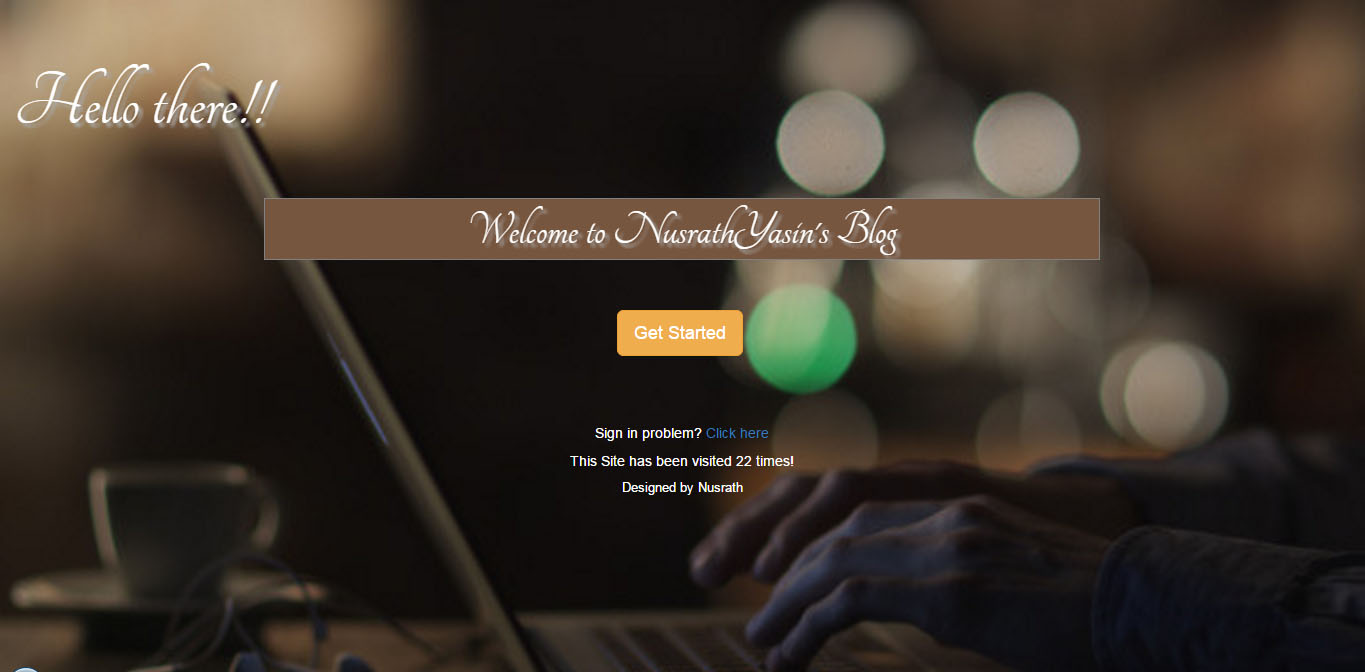 Hello there!!
Welcome to NusrathYasin's Blog
Get Started
Sign in problem? Click here
This Site has been visited 22 times!
Designed by Nusrath